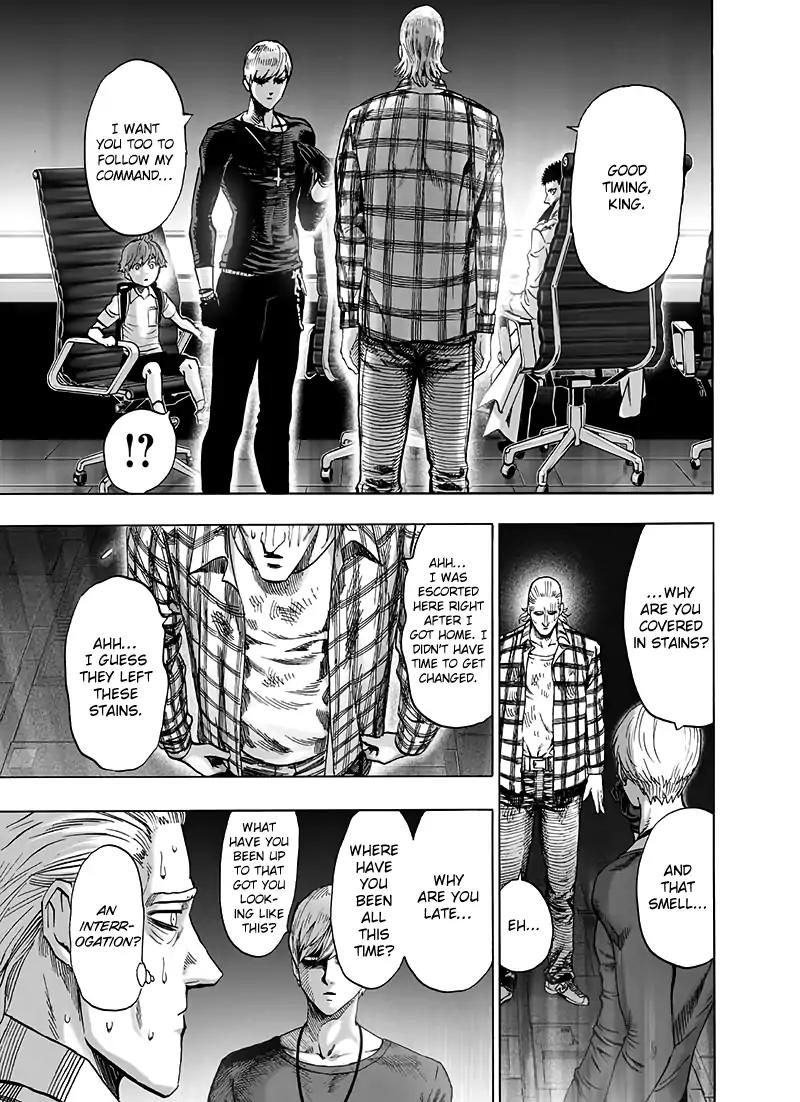 GOOD
TIMING,
KING.
I WANT
YOU TOO TO
FOLLOW MY
COMMAND...
!?
...WHY
ARE YOU
COVERED
IN STAINS?
AND
THAT
SMELL...
EH...
AHH...
I WAS
ESCORTED
HERE RIGHT
AFTER I
GOT HOME. I
DIDN'T HAVE
TIME TO GET
CHANGED.
AHH...
I GUESS
THEY LEFT
THESE
STAINS.
WHY
ARE YOU
LATE...
WHERE
HAVE
YOU
BEEN
ALL
THIS
TIME?
WHAT
HAVE YOU
BEEN UP
TO THAT
GOT YOU
LOOK-
ING LIKE
THIS?
AN
INTERR-
OGATION?